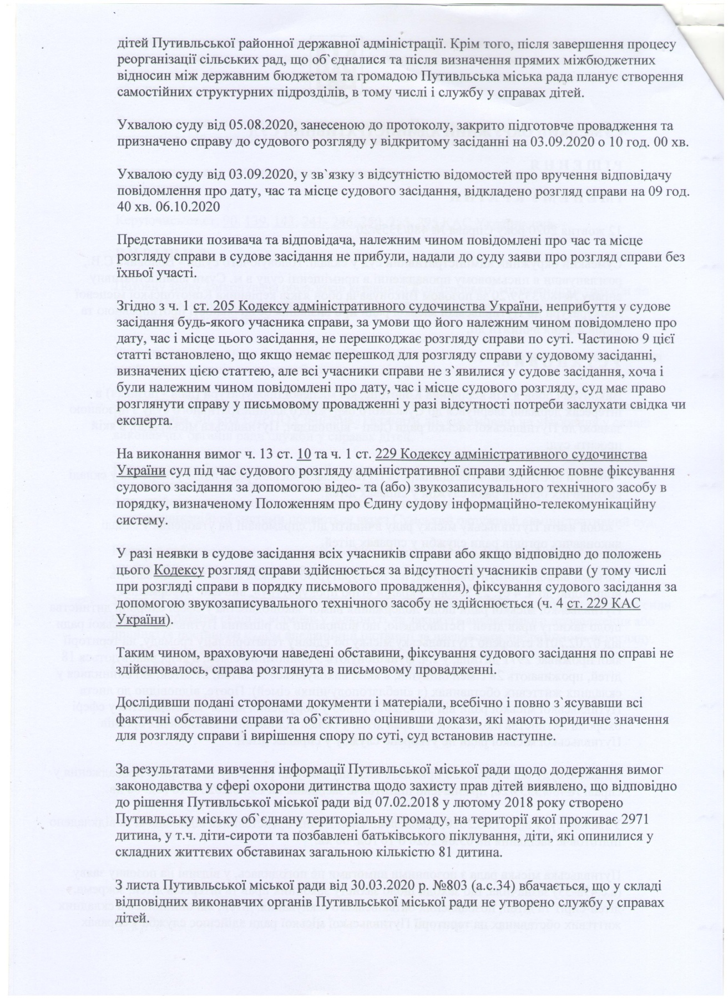 дітей Путивльської районної державної адміністрації. Крім того, після завершення процесу
реорганізації сільських рад, що об`єдналися та після визначення прямих міжбюджетних
відносин між державним бюджетом та громадою Путивльська міська рада планує створення
самостійних структурних підрозділів, в тому числі і службу у справах дітей.
Ухвалою суду від 05.08.2020, занесеною до протоколу, закрито підготовче провадження та
призначено справу до судового розгляду у відкритому засіданні на 03.09.2020 о 10 год. 00 хв.
Ухвалою суду від 03.09.2020, у зв`язку з відсутністю відомостей про вручення відповідачу
повідомлення про дату, час та місце судового засідання, відкладено розгляд справи на 09 год.
40 хв. 06.10.2020
Представники позивача та відповідача, належним чином повідомлені про час та місце
розгляду справи в судове засідання не прибули, надали до суду заяви про розгляд справи без
їхньої участі.
Згідно з ч. 1 ст. 205 Кодексу адміністративного судочинства України, неприбуття у судове
засідання будь-якого учасника справи, за умови що його належним чином повідомлено про
дату, час і місце цього засідання, не перешкоджає розгляду справи по суті. Частиною 9 цієї
статті встановлено, що якщо немає перешкод для розгляду справи у судовому засіданні,
визначених цією статтею, але всі учасники справи не з`явилися у судове засідання, хоча і
були належним чином повідомлені про дату, час і місце судового розгляду, суд має право
розглянути справу у письмовому провадженні у разі відсутності потреби заслухати свідка чи
експерта.
На виконання вимог ч. 13 ст. 10 та ч. 1 ст. 229 Кодексу адміністративного судочинства
України суд під час судового розгляду адміністративної справи здійснює повне фіксування
судового засідання за допомогою відео- та (або) звукозаписувального технічного засобу в
порядку, визначеному Положенням про Єдину судову інформаційно-телекомунікаційну
систему.
У разі неявки в судове засідання всіх учасників справи або якщо відповідно до положень
цього Кодексу розгляд справи здійснюється за відсутності учасників справи (у тому числі
при розгляді справи в порядку письмового провадження), фіксування судового засідання за
допомогою звукозаписувального технічного засобу не здійснюється (ч. 4 ст. 229 КАС
України).
Таким чином, враховуючи наведені обставини, фіксування судового засідання по справі не
здійснювалось, справа розглянута в письмовому провадженні.
Дослідивши подані сторонами документи і матеріали, всебічно і повно з`ясувавши всі
фактичні обставини справи та об`єктивно оцінивши докази, які мають юридичне значення
для розгляду справи і вирішення спору по суті, суд встановив наступне.
За результатами вивчення інформації Путивльської міської ради щодо додержання вимог
законодавства у сфері охорони дитинства щодо захисту прав дітей виявлено, що відповідно
до рішення Путивльської міської ради від 07.02.2018 у лютому 2018 року створено
Путивльську міську об`єднану територіальну громаду, на території якої проживає 2971
дитина, у т.ч. діти-сироти та позбавлені батьківського піклування, діти, які опинилися у
складних життєвих обставинах загальною кількістю 81 дитина.
З листа Путивльської міської ради від 30.03.2020 р. №803 (а.с.34) вбачається, що у складі
відповідних виконавчих органів Путивльської міської ради не утворено службу у справах
дітей.